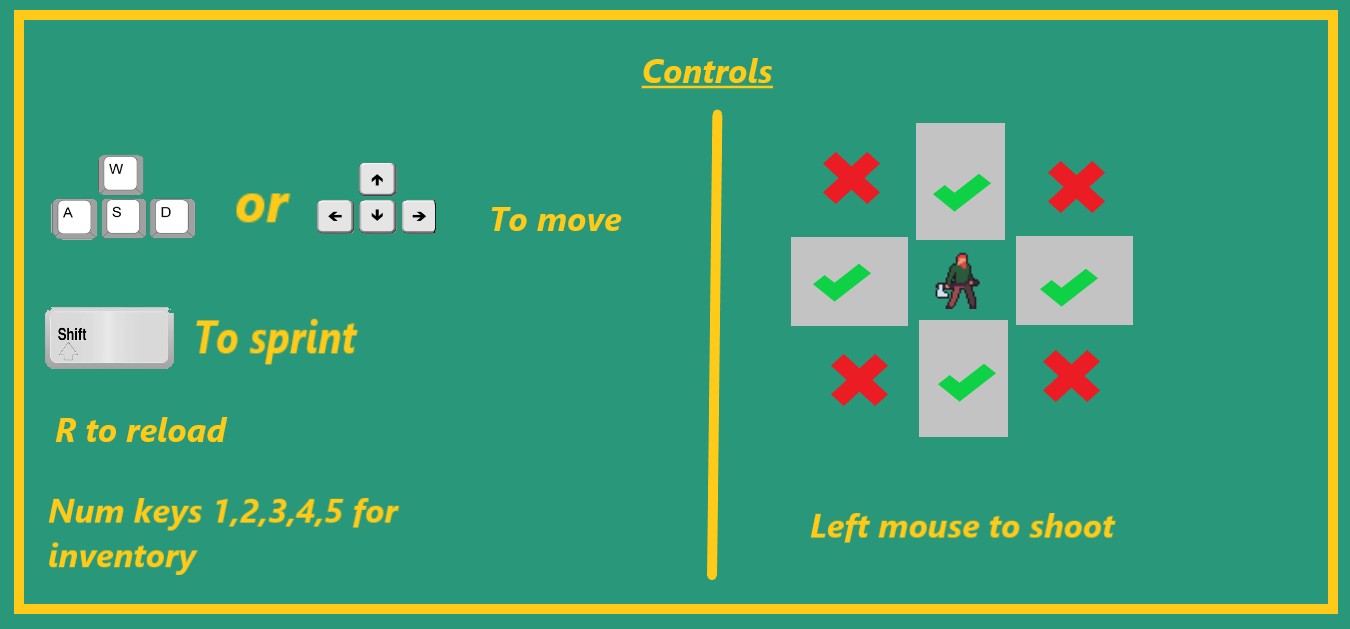 Controls
W
A S D
or
To move
Shift
To sprint
R to reload
Num keys 1,2,3,4,5 for
inventory
Left mouse to shoot